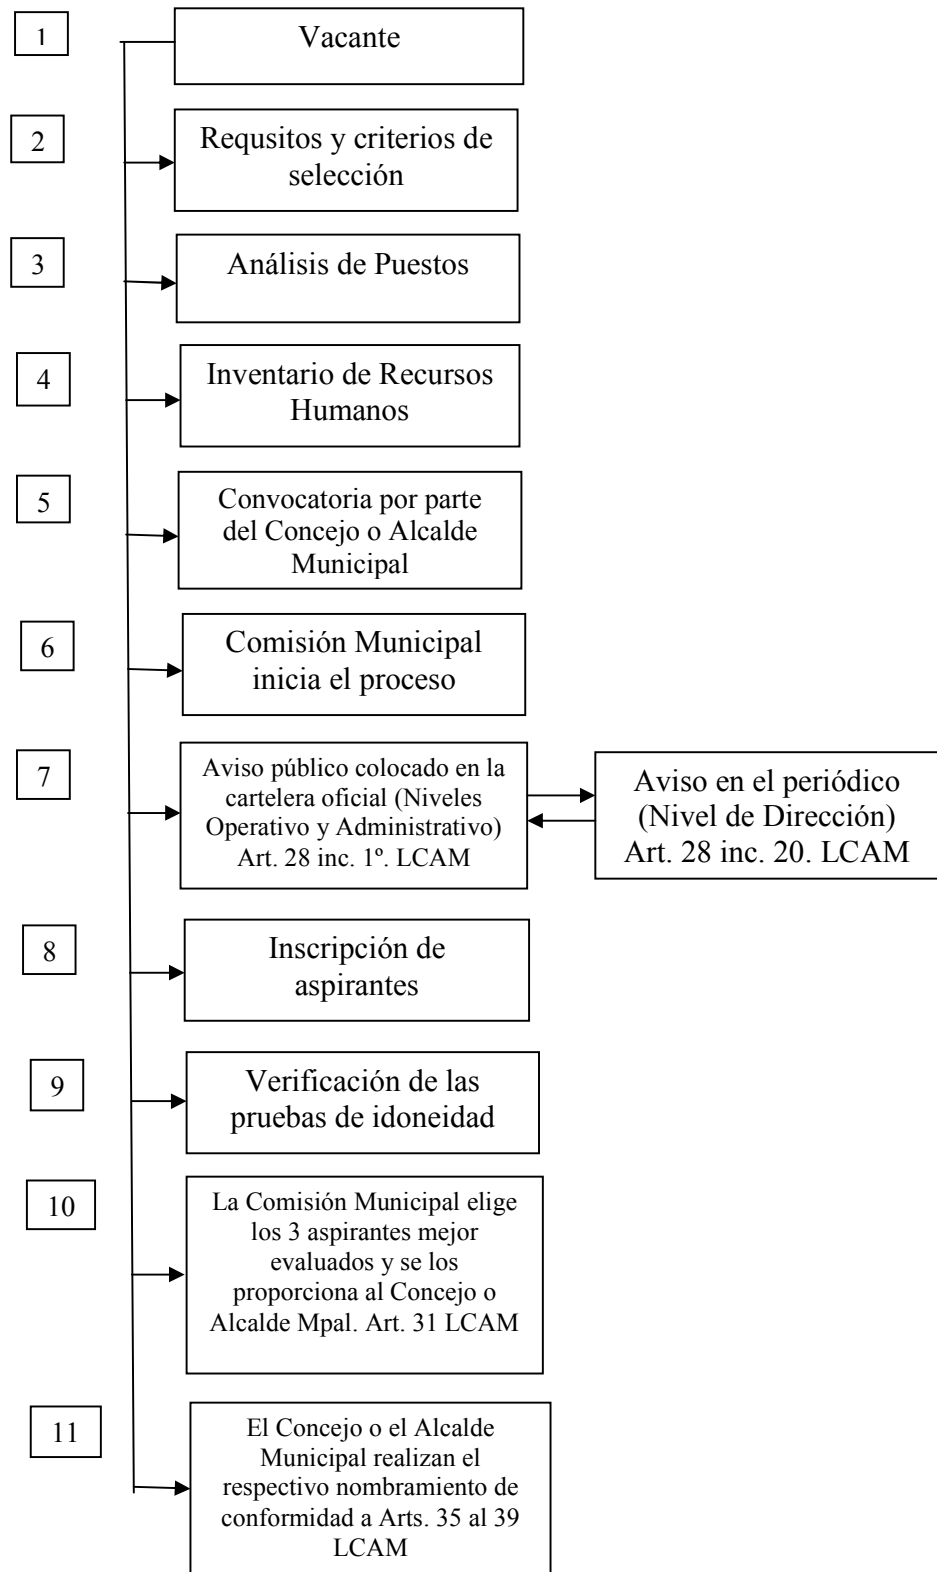 1
Vacante
2
Requsitos y criterios de
selección
3
Análisis de Puestos
4
Inventario de Recursos
Humanos
5
Convocatoria por parte
del Concejo o Alcalde
Municipal
6
Comisión Municipal
inicia el proceso
7
Aviso público colocado en la
cartelera oficial (Niveles
Operativo y Administrativo)
Art. 28 inc. 1º. LCAM
Aviso en el periódico
(Nivel de Dirección)
Art. 28 inc. 20. LCAM
8
Inscripción de
aspirantes
9
Verificación de las
pruebas de idoneidad
10
La Comisión Municipal elige
los 3 aspirantes mejor
evaluados y se los
proporciona al Concejo o
Alcalde Mpal. Art. 31 LCAM
11
El Concejo o el Alcalde
Municipal realizan el
respectivo nombramiento de
conformidad a Arts. 35 al 39
LCAM